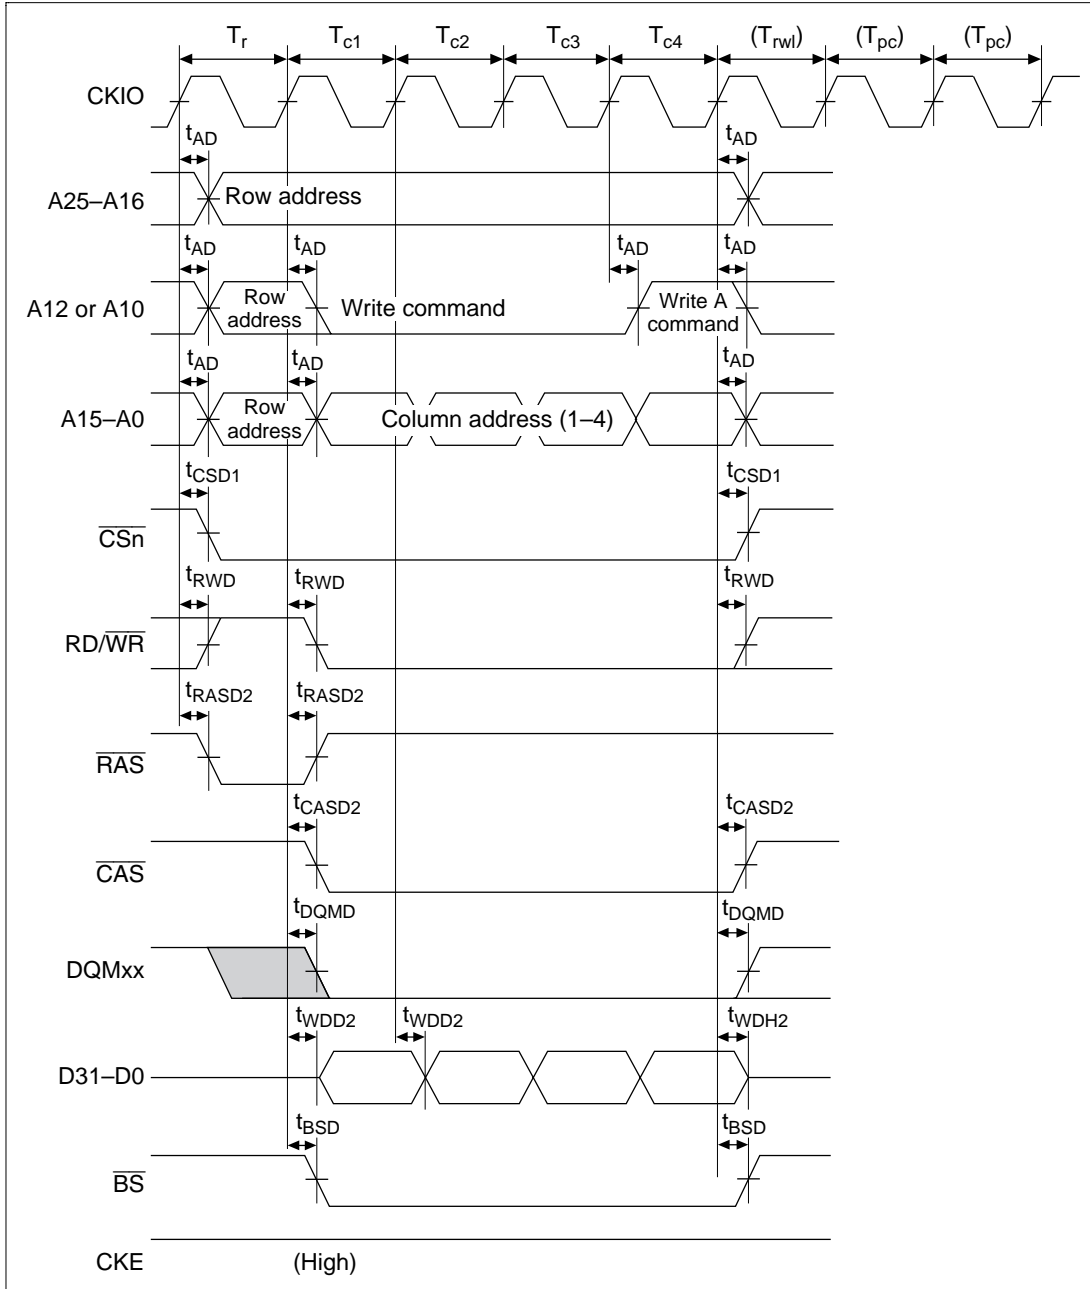 Tr Tc1 Tc2 Tc3 Tc4 (Trwl) (Tpc) (Tpc)
CKIO
tAD tAD
A25–A16 Row address
tAD tAD tAD tAD
A12 or A10 Row address Write command Write A command
tAD tAD tAD
A15–A0 Row address Column address (1–4)
tCSD1 tCSD1
CSn
tRWD tRWD tRWD
RD/WR
tRASD2 tRASD2
RAS
tCASD2 tCASD2
CAS
tDQMD tDQMD
DQMxx
tWDD2 tWDD2 tWDH2
D31–D0
tBSD tBSD
BS
CKE (High)